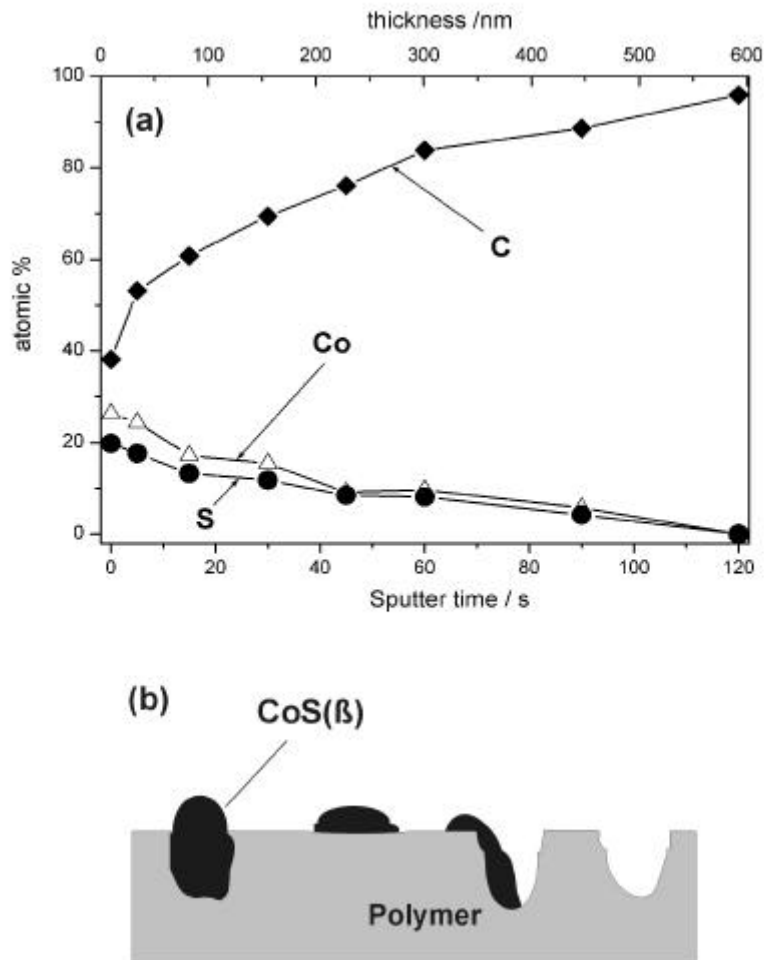 thickness /nm
0 100 200 300 400 500 600
100
(a)
80
C
60
atomic %
40
Co
20
S
0
0 20 40 60 80 100 120
Sputter time / s
(b)
CoS(ß)
Polymer